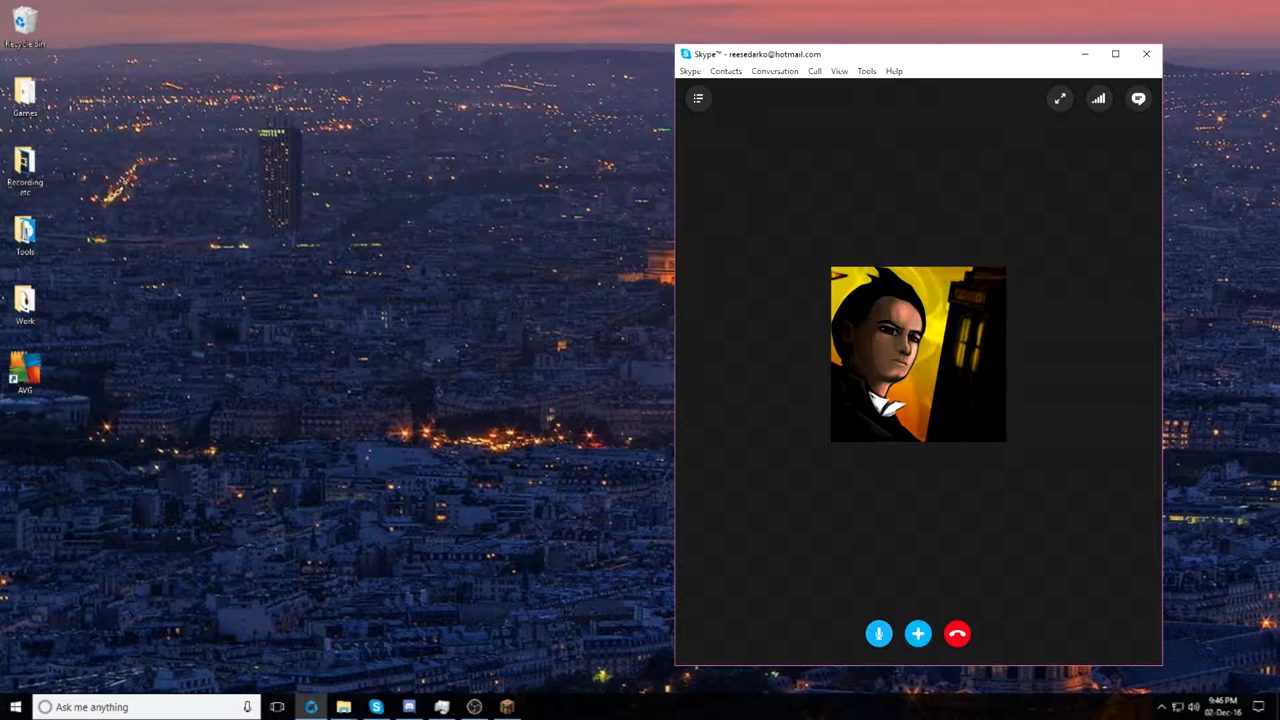 Recycle Bin
Games
Recording
etc
Tools
Work
AVG
Skype™ - reesedarko@hotmail.com
Skype Contacts Conversation Call View Tools Help
Ask me anything
9:46 PM
02-Dec-16